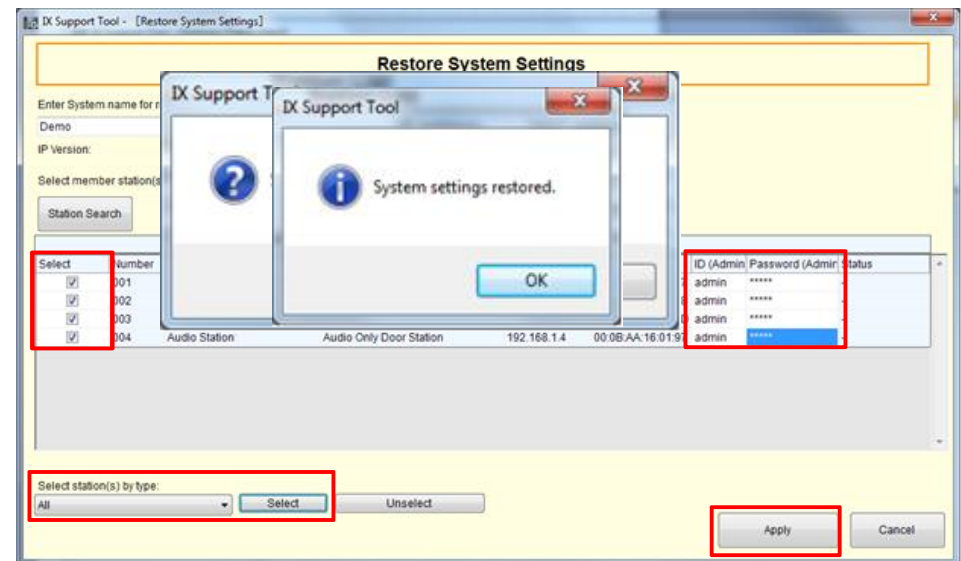 IX Support Tool - [Restore System Settings]
Restore System Settings
Enter System name for r
Demo
IP Version:
Select member station(s
Station Search
IX Support T
IX Support Tool
System settings restored.
OK
Select Number ID (Admin Password (Admir Status
001 admin ***** -
002 admin ***** -
003 admin ***** -
004 Audio Station Audio Only Door Station 192.168.1.4 00:0B:AA:16:01:97 admin ***** -
Select station(s) by type:
All Select Unselect
Apply Cancel